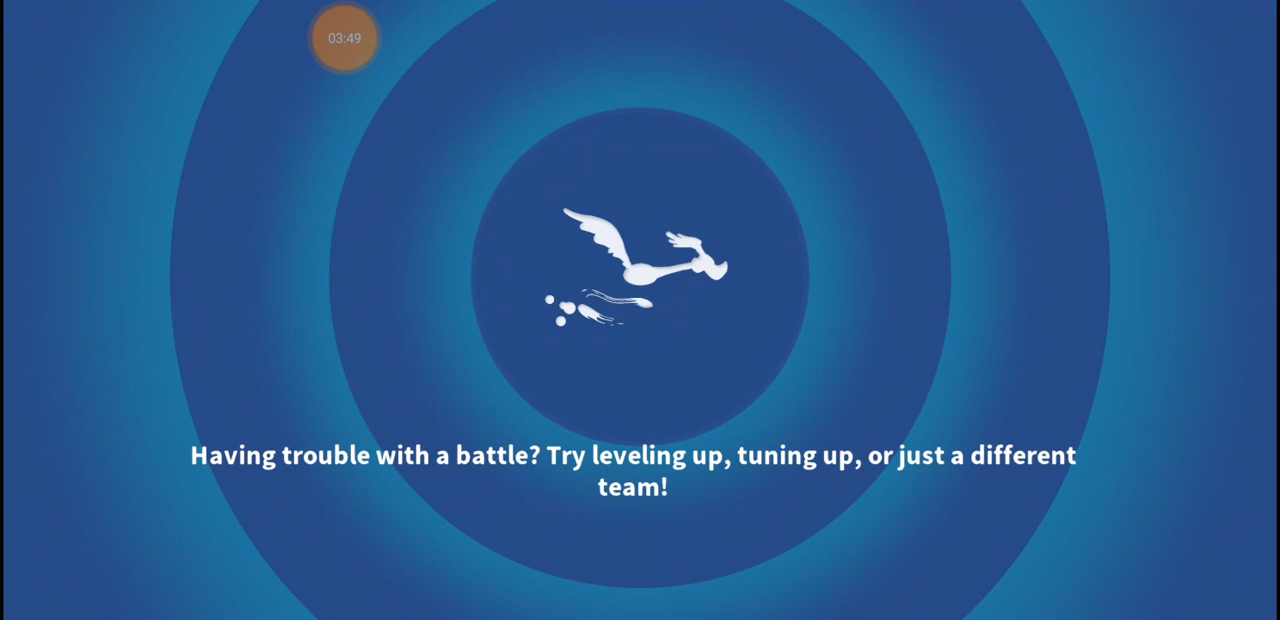 03:49
Having trouble with a battle? Try leveling up, tuning up, or just a different
team!